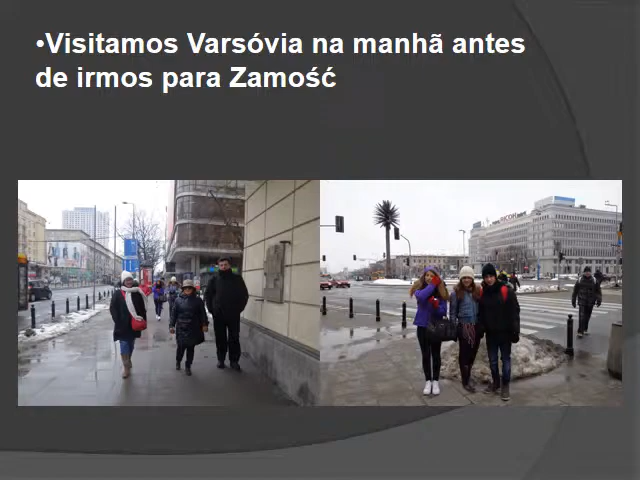 •Visitamos Varsóvia na manhã antes
de irmos para Zamość